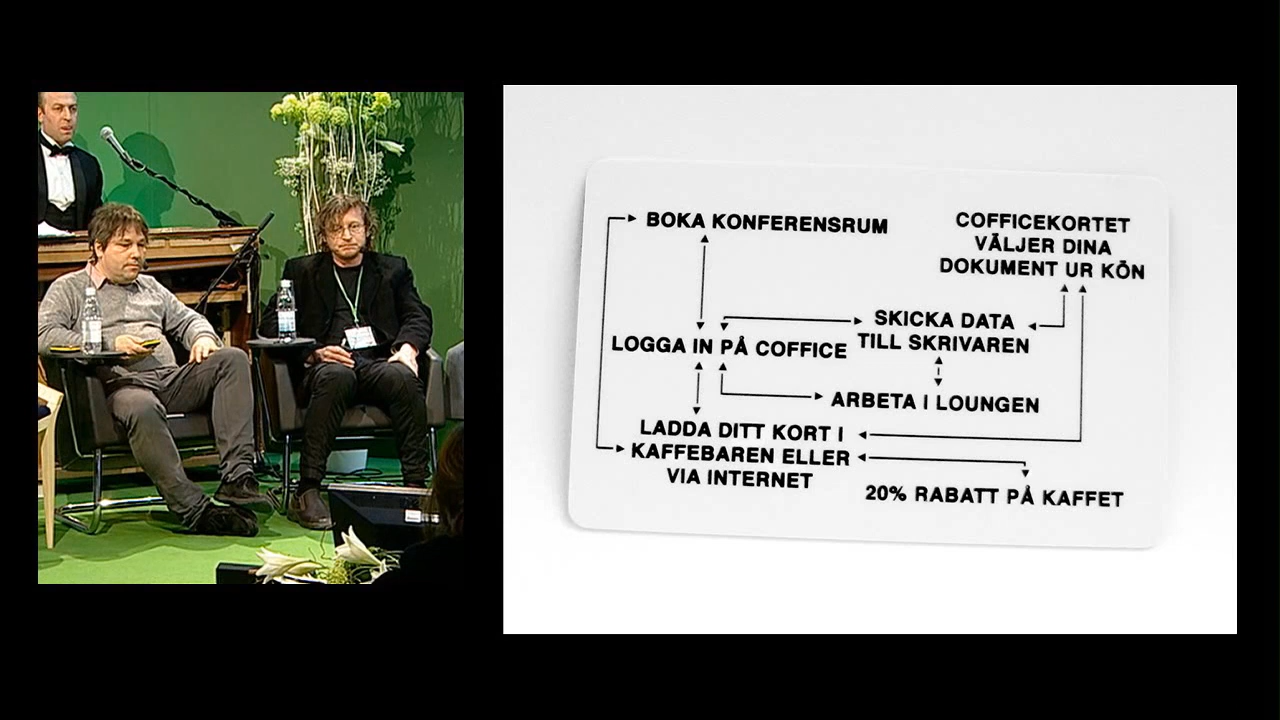 BOKA KONFERENSRUM
COFFICEKORTET
VÄLJER DINA
DOKUMENT UR KÖN
SKICKA DATA
TILL SKRIVAREN
LOGGA IN PÅ COFFICE
ARBETA I LOUNGEN
LADDA DITT KORT I
KAFFEBAREN ELLER
VIA INTERNET
20% RABATT PÅ KAFFET